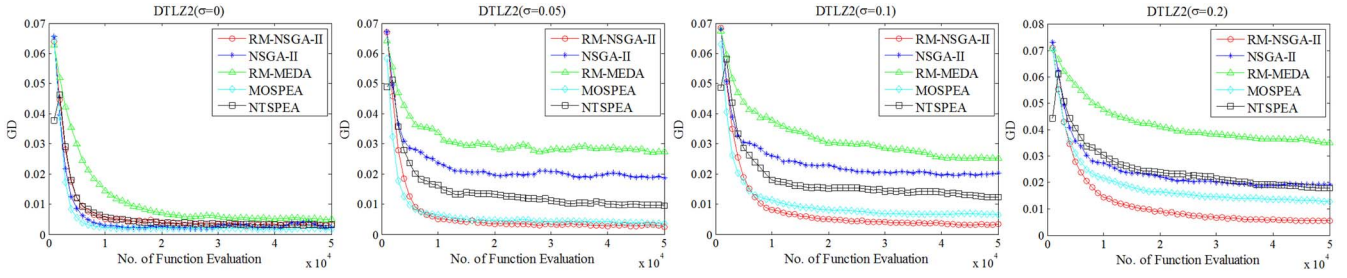 DTLZ2(σ=0)
0.07
0.06
0.05
0.04
0.03
0.02
0.01
0
GD
RM-NSGA-II
NSGA-II
RM-MEDA
MOSPEA
NTSPEA
0 1 2 3 4 5
No. of Function Evaluation x 10⁴
DTLZ2(σ=0.05)
0.07
0.06
0.05
0.04
0.03
0.02
0.01
0
GD
RM-NSGA-II
NSGA-II
RM-MEDA
MOSPEA
NTSPEA
0 1 2 3 4 5
No. of Function Evaluation x 10⁴
DTLZ2(σ=0.1)
0.07
0.06
0.05
0.04
0.03
0.02
0.01
0
GD
RM-NSGA-II
NSGA-II
RM-MEDA
MOSPEA
NTSPEA
0 1 2 3 4 5
No. of Function Evaluation x 10⁴
DTLZ2(σ=0.2)
0.08
0.07
0.06
0.05
0.04
0.03
0.02
0.01
0
GD
RM-NSGA-II
NSGA-II
RM-MEDA
MOSPEA
NTSPEA
0 1 2 3 4 5
No. of Function Evaluation x 10⁴